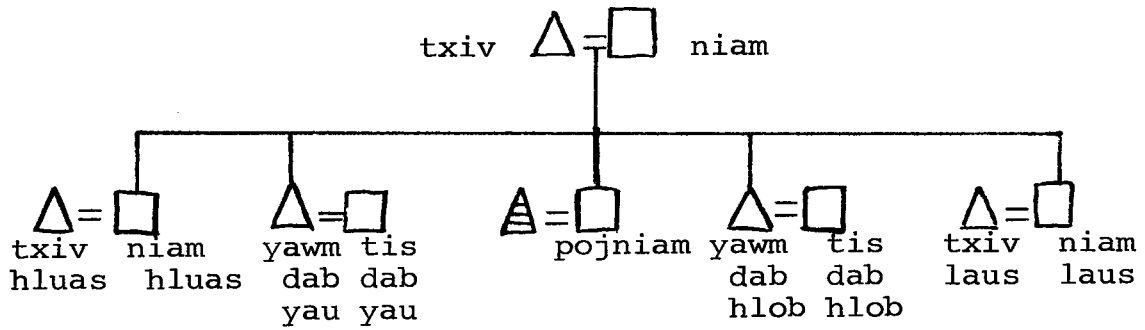 txiv niam
pojniam
txiv niam yawm tis yawm tis txiv niam
hluas hluas dab dab dab dab laus laus
yau yau hlob hlob